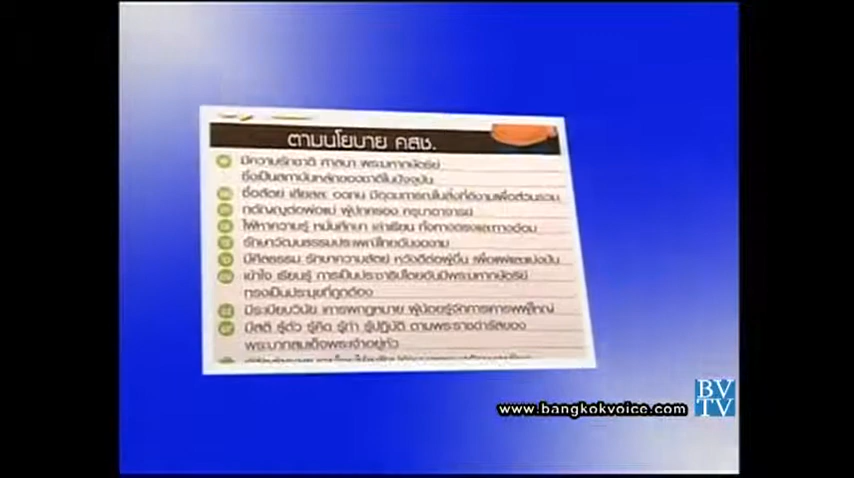 ตามนโยบาย คสช.
มีความรักชาติ ศาสนา พระมหากษัตริย์
ซึ่งเป็นสถาบันหลักของชาติในปัจจุบัน
ซื่อสัตย์ เสียสละ อดทน มีอุดมการณ์ในสิ่งที่ดีงามเพื่อส่วนรวม
กตัญญูต่อพ่อแม่ ผู้ปกครอง ครูบาอาจารย์
ใฝ่หาความรู้ หมั่นศึกษา เล่าเรียน ทั้งทางตรงและทางอ้อม
รักษาวัฒนธรรมประเพณีไทยอันงดงาม
มีศีลธรรม รักษาความสัตย์ หวังดีต่อผู้อื่น เผื่อแผ่และแบ่งปัน
เข้าใจ เรียนรู้ การเป็นประชาธิปไตยอันมีพระมหากษัตริย์
ทรงเป็นประมุขที่ถูกต้อง
มีระเบียบวินัย เคารพกฎหมาย ผู้น้อยรู้จักการเคารพผู้ใหญ่
มีสติ รู้ตัว รู้คิด รู้ทำ รู้ปฏิบัติ ตามพระราชดำรัสของ
พระบาทสมเด็จพระเจ้าอยู่หัว
www.bangkokvoice.com
BV
TV